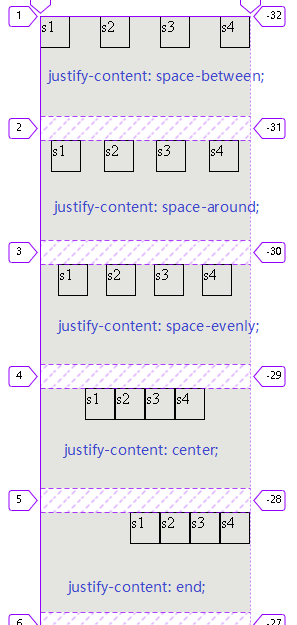 1 -32
s1 s2 s3 s4
justify-content: space-between;
2 -31
s1 s2 s3 s4
justify-content: space-around;
3 -30
s1 s2 s3 s4
justify-content: space-evenly;
4 -29
s1 s2 s3 s4
justify-content: center;
5 -28
s1 s2 s3 s4
justify-content: end;
6 -27